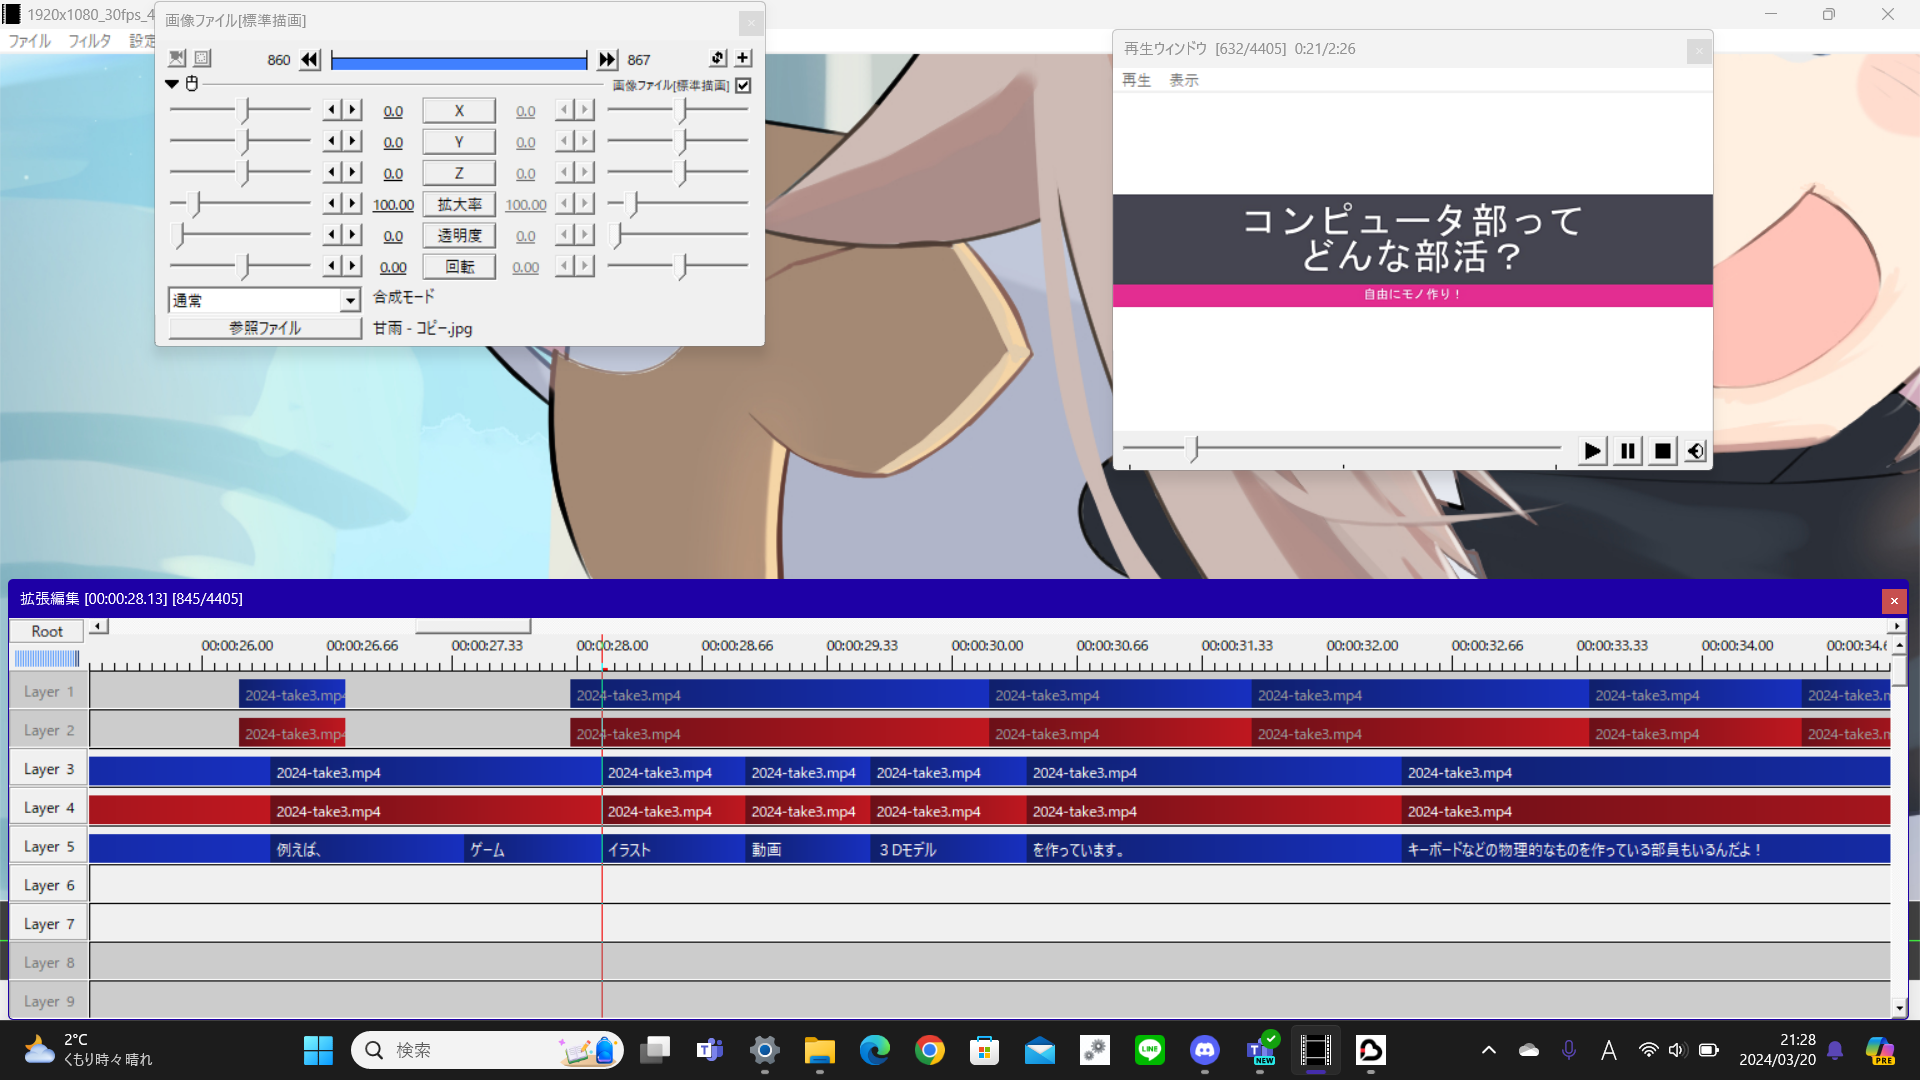 1920x1080_30fps_4
ファイル フィルタ 設定
画像ファイル[標準描画]
860 867
画像ファイル[標準描画]
0.0 X 0.0
0.0 Y 0.0
0.0 Z 0.0
100.00 拡大率 100.00
0.0 透明度 0.0
0.00 回転 0.00
通常 合成モード
参照ファイル 甘雨 - コピー.jpg
再生ウィンドウ [632/4405] 0:21/2:26
再生 表示
コンピュータ部って
どんな部活？
自由にモノ作り！
拡張編集 [00:00:28.13] [845/4405]
Root
00:00:26.00 00:00:26.66 00:00:27.33 00:00:28.00 00:00:28.66 00:00:29.33 00:00:30.00 00:00:30.66 00:00:31.33 00:00:32.00 00:00:32.66 00:00:33.33 00:00:34.00 00:00:34.6
Layer 1 2024-take3.mp4 2024-take3.mp4 2024-take3.mp4 2024-take3.mp4 2024-take3.mp4 2024-take3.m
Layer 2 2024-take3.mp4 2024-take3.mp4 2024-take3.mp4 2024-take3.mp4 2024-take3.mp4 2024-take3.m
Layer 3 2024-take3.mp4 2024-take3.mp4 2024-take3.mp4 2024-take3.mp4 2024-take3.mp4 2024-take3.mp4
Layer 4 2024-take3.mp4 2024-take3.mp4 2024-take3.mp4 2024-take3.mp4 2024-take3.mp4 2024-take3.mp4
Layer 5 例えば、 ゲーム イラスト 動画 ３Dモデル を作っています。 キーボードなどの物理的なものを作っている部員もいるんだよ！
Layer 6
Layer 7
Layer 8
Layer 9
2°C
くもり時々晴れ
検索
LINE
NEW
A
21:28
2024/03/20
PRE